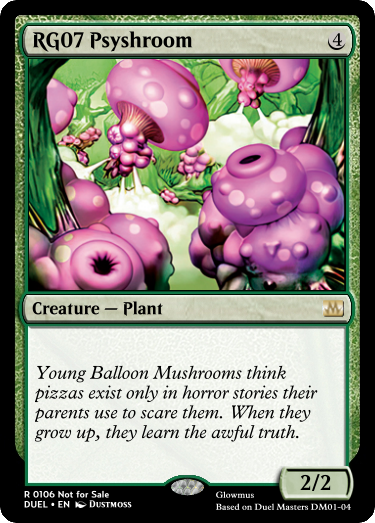 RG07 Psyshroom 4
Creature — Plant
Young Balloon Mushrooms think
pizzas exist only in horror stories their
parents use to scare them. When they
grow up, they learn the awful truth.
2/2
R 0106 Not for Sale
DUEL • EN Dustmoss
Glowmus
Based on Duel Masters DM01-04